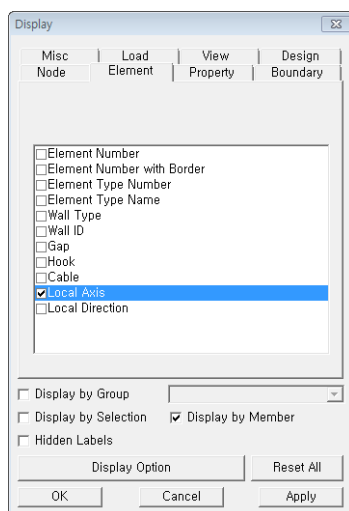 Display
Misc Load View Design
Node Element Property Boundary
Element Number
Element Number with Border
Element Type Number
Element Type Name
Wall Type
Wall ID
Gap
Hook
Cable
Local Axis
Local Direction
Display by Group
Display by Selection Display by Member
Hidden Labels
Display Option Reset All
OK Cancel Apply